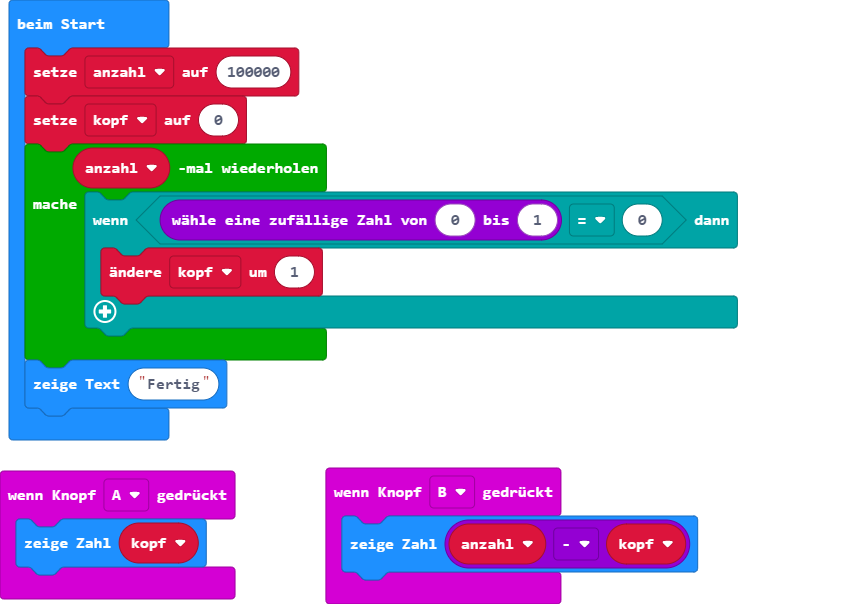 beim Start
setze anzahl auf 100000
setze kopf auf 0
anzahl -mal wiederholen
mache
wenn wähle eine zufällige Zahl von 0 bis 1 = 0 dann
ändere kopf um 1
zeige Text "Fertig"
wenn Knopf A gedrückt
zeige Zahl kopf
wenn Knopf B gedrückt
zeige Zahl anzahl - kopf